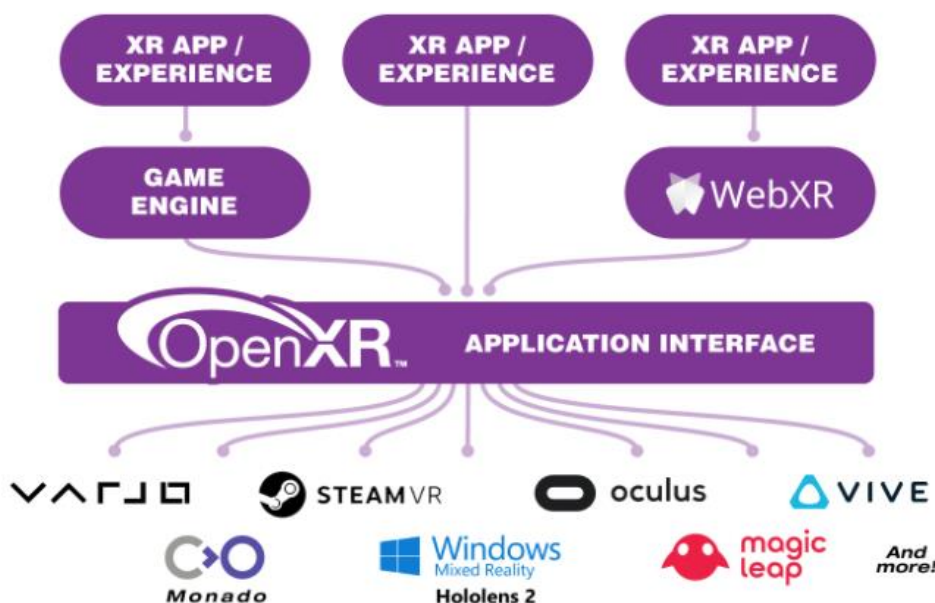 XR APP /
EXPERIENCE
XR APP /
EXPERIENCE
XR APP /
EXPERIENCE
GAME
ENGINE
WebXR
OpenXR™
APPLICATION INTERFACE
VARJO
STEAMVR
oculus
VIVE
Monado
Windows
Mixed Reality
Hololens 2
magic
leap
And
more!